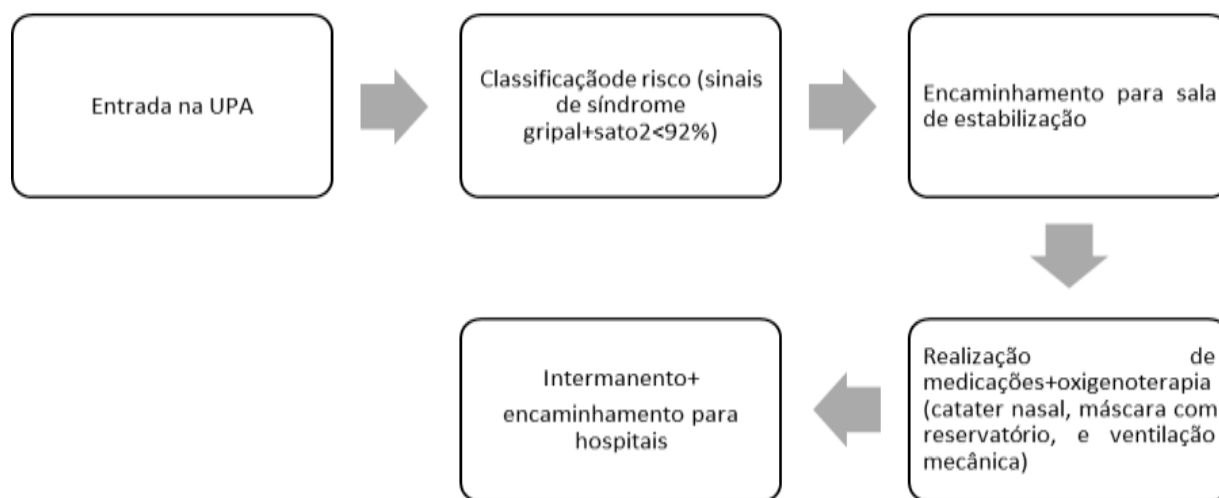 Entrada na UPA
Classificaçãode risco (sinais
de síndrome
gripal+sato2<92%)
Encaminhamento para sala
de estabilização
Realização de
medicações+oxigenoterapia
(catater nasal, máscara com
reservatório, e ventilação
mecânica)
Intermanento+
encaminhamento para
hospitais